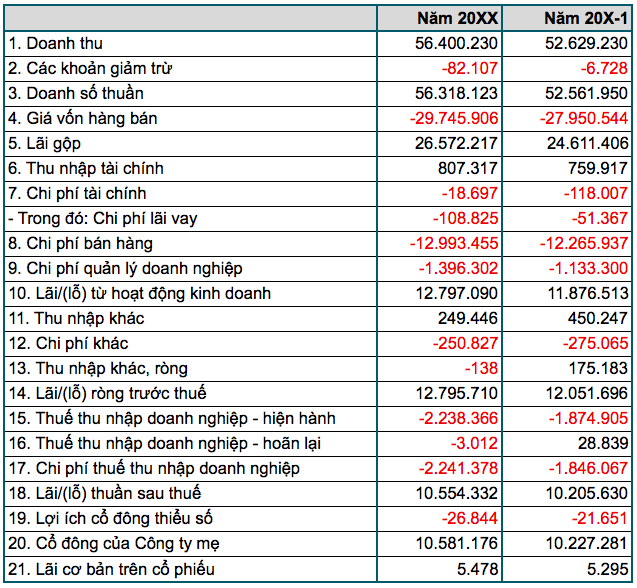 Năm 20XX Năm 20X-1
1. Doanh thu 56.400.230 52.629.230
2. Các khoản giảm trừ -82.107 -6.728
3. Doanh số thuần 56.318.123 52.561.950
4. Giá vốn hàng bán -29.745.906 -27.950.544
5. Lãi gộp 26.572.217 24.611.406
6. Thu nhập tài chính 807.317 759.917
7. Chi phí tài chính -18.697 -118.007
- Trong đó: Chi phí lãi vay -108.825 -51.367
8. Chi phí bán hàng -12.993.455 -12.265.937
9. Chi phí quản lý doanh nghiệp -1.396.302 -1.133.300
10. Lãi/(lỗ) từ hoạt động kinh doanh 12.797.090 11.876.513
11. Thu nhập khác 249.446 450.247
12. Chi phí khác -250.827 -275.065
13. Thu nhập khác, ròng -138 175.183
14. Lãi/(lỗ) ròng trước thuế 12.795.710 12.051.696
15. Thuế thu nhập doanh nghiệp - hiện hành -2.238.366 -1.874.905
16. Thuế thu nhập doanh nghiệp - hoãn lại -3.012 28.839
17. Chi phí thuế thu nhập doanh nghiệp -2.241.378 -1.846.067
18. Lãi/(lỗ) thuần sau thuế 10.554.332 10.205.630
19. Lợi ích cổ đông thiểu số -26.844 -21.651
20. Cổ đông của Công ty mẹ 10.581.176 10.227.281
21. Lãi cơ bản trên cổ phiếu 5.478 5.295